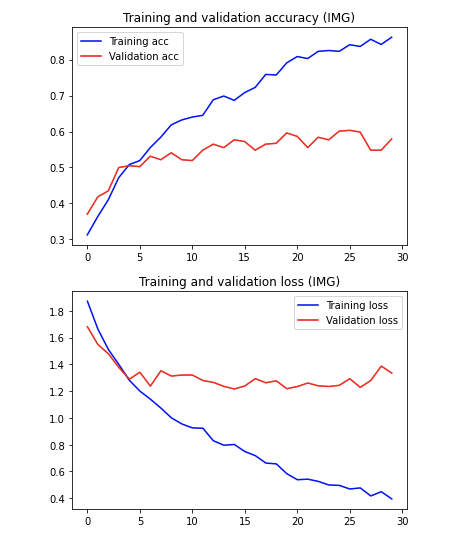 Training and validation accuracy (IMG)
Training acc
Validation acc
0.8
0.7
0.6
0.5
0.4
0.3
0 5 10 15 20 25 30
Training and validation loss (IMG)
Training loss
Validation loss
1.8
1.6
1.4
1.2
1.0
0.8
0.6
0.4
0 5 10 15 20 25 30